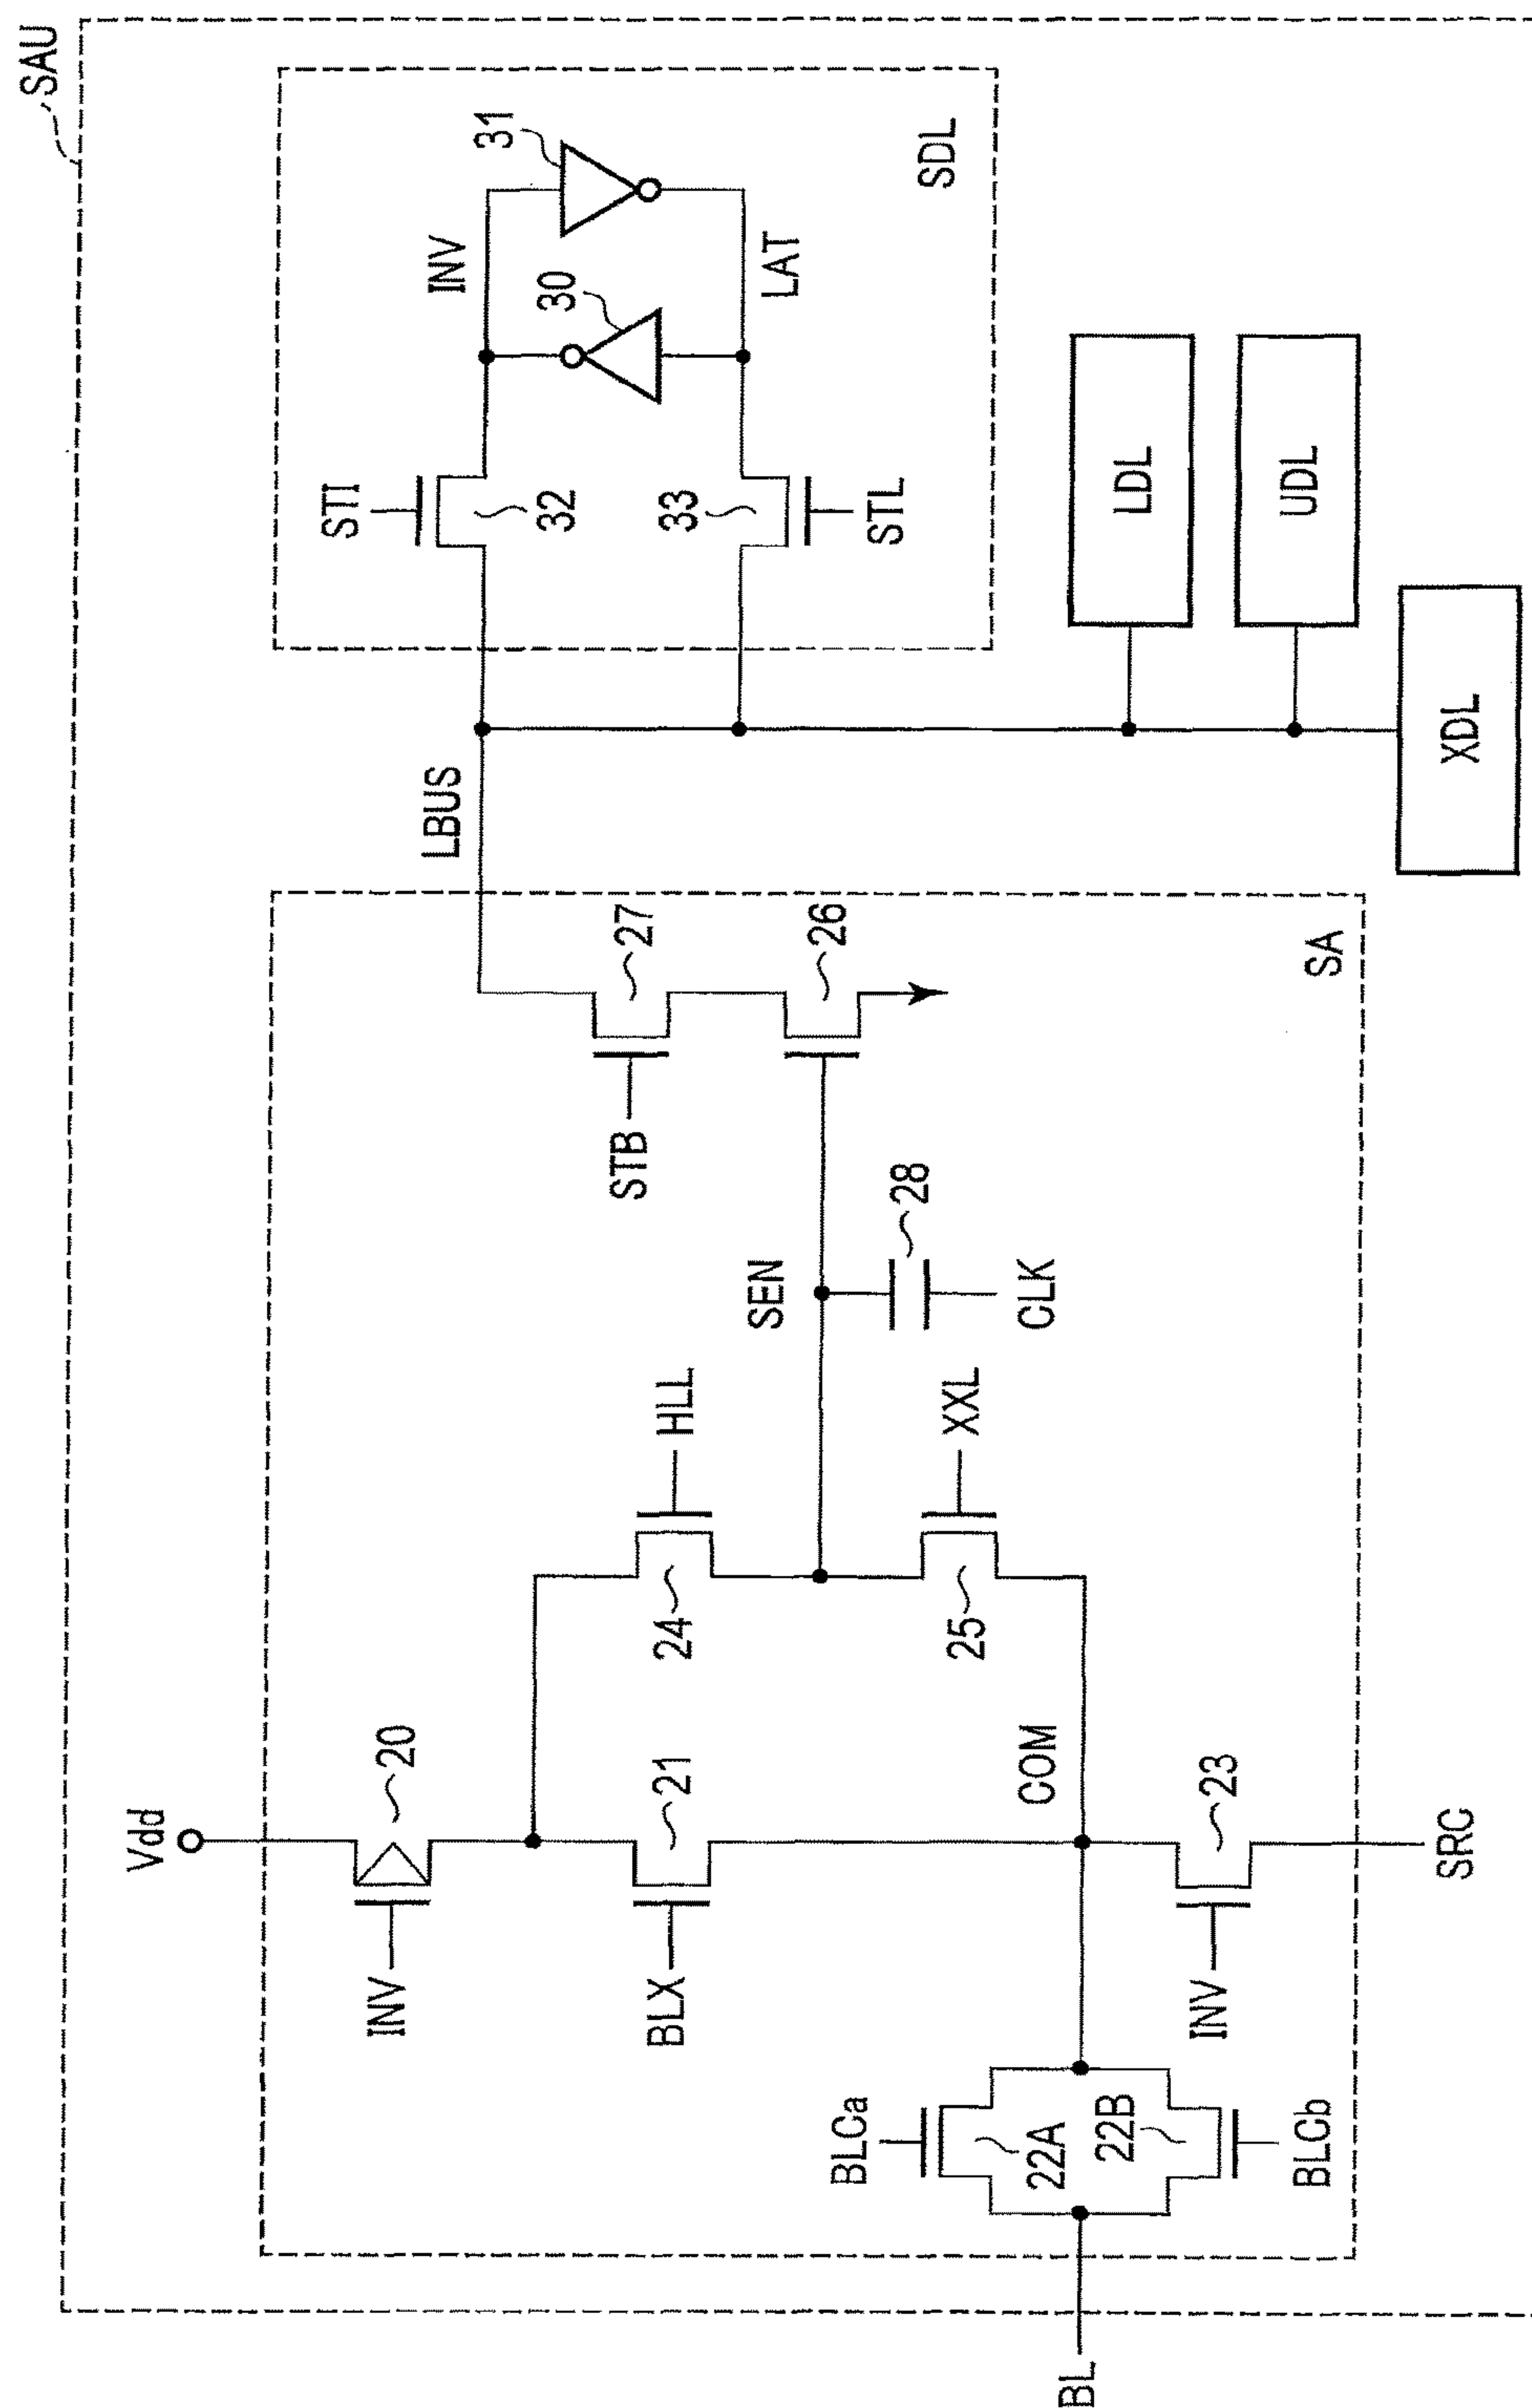 SAU
Vdd
INV
20
BLX
21
24
HLL
SEN
STB
27
26
LBUS
STI
32
INV
31
30
LAT
33
STL
SDL
28
CLK
XXL
25
COM
BLCa
22A
22B
BLCb
BL
INV
23
SRC
SA
LDL
UDL
XDL